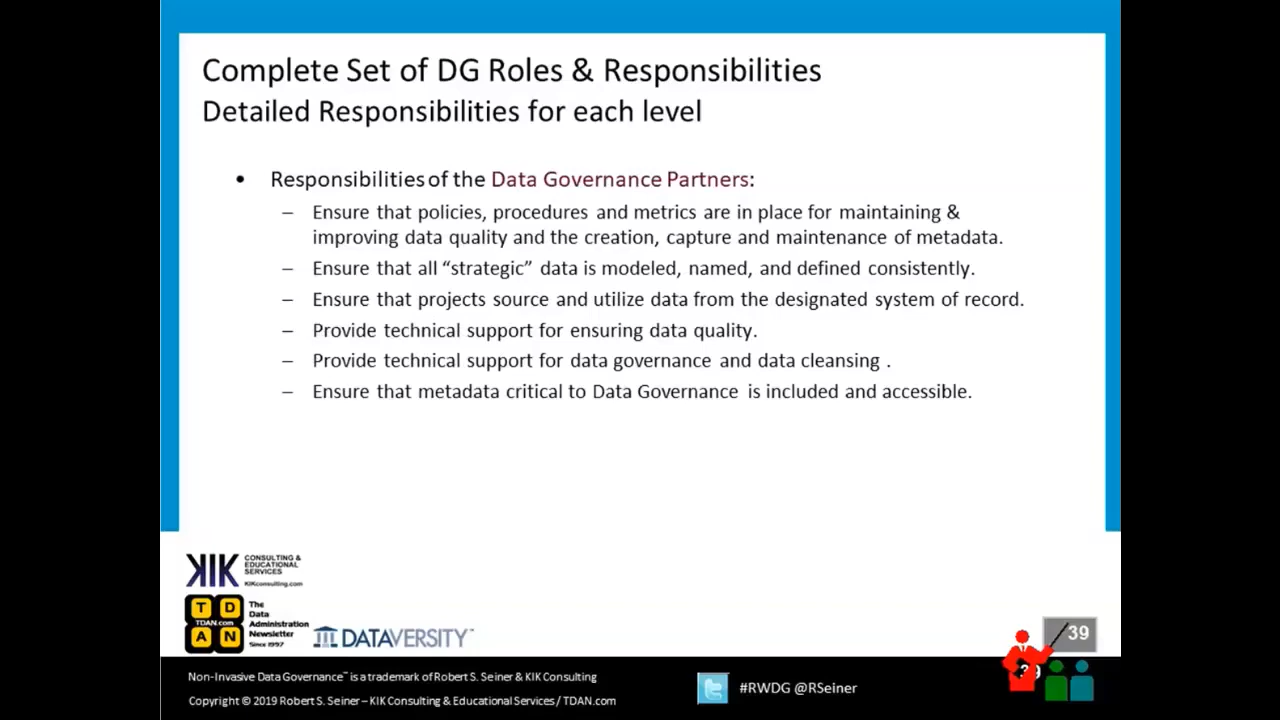 Complete Set of DG Roles & Responsibilities
Detailed Responsibilities for each level
• Responsibilities of the Data Governance Partners:
– Ensure that policies, procedures and metrics are in place for maintaining &
improving data quality and the creation, capture and maintenance of metadata.
– Ensure that all “strategic” data is modeled, named, and defined consistently.
– Ensure that projects source and utilize data from the designated system of record.
– Provide technical support for ensuring data quality.
– Provide technical support for data governance and data cleansing .
– Ensure that metadata critical to Data Governance is included and accessible.
KIK
CONSULTING &
EDUCATIONAL
SERVICES
KIKconsulting.com
T D
TDAN.com
A N
The
Data
Administration
Newsletter
Since 1997
DATAVERSITY™
39
39
Non-Invasive Data Governance™ is a trademark of Robert S. Seiner & KIK Consulting
Copyright © 2019 Robert S. Seiner – KIK Consulting & Educational Services / TDAN.com
#RWDG @RSeiner